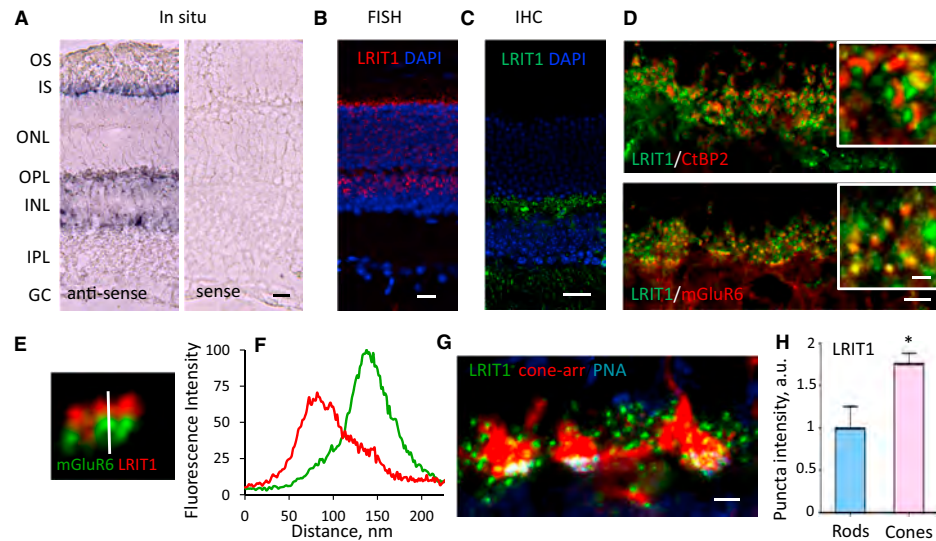 A
In situ
OS
IS
ONL
OPL
INL
IPL
GC
anti-sense
sense
B
FISH
LRIT1 DAPI
C
IHC
LRIT1 DAPI
D
LRIT1/CtBP2
LRIT1/mGluR6
E
mGluR6 LRIT1
F
Fluorescence Intensity
100
75
50
25
0
0 50 100 150 200
Distance, nm
G
LRIT1 cone-arr PNA
H
LRIT1
*
Puncta intensity, a.u.
2
1.5
1
0.5
0
Rods Cones